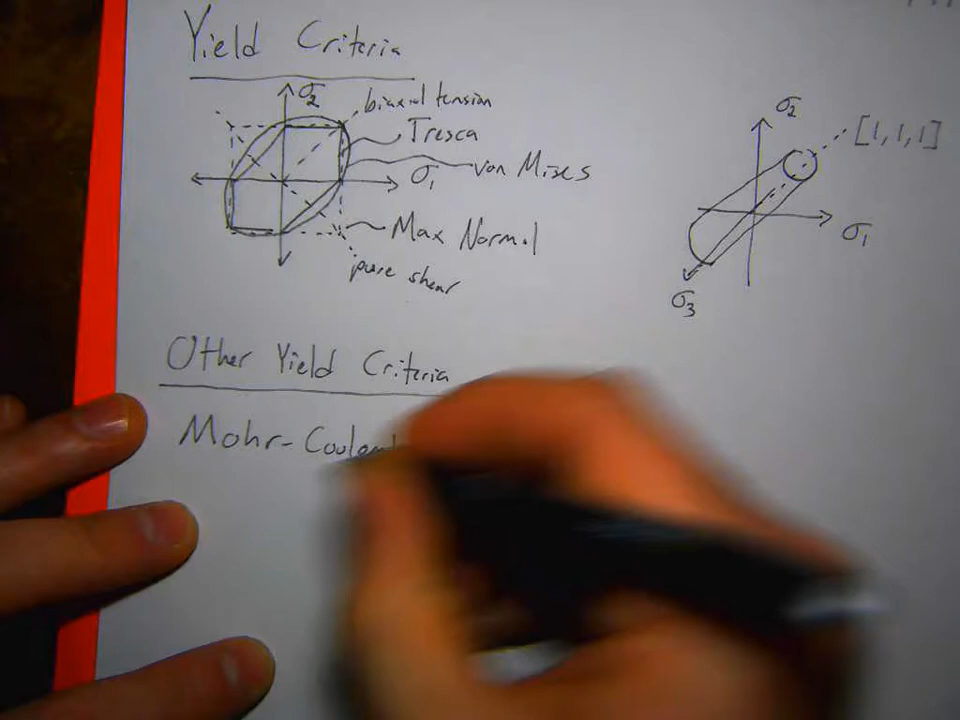 Yield Criteria
σ2
biaxial tension
Tresca
σ1
von Mises
Max Normal
pure shear
σ2
[1,1,1]
σ1
σ3
Other Yield Criteria
Mohr-Coulomb